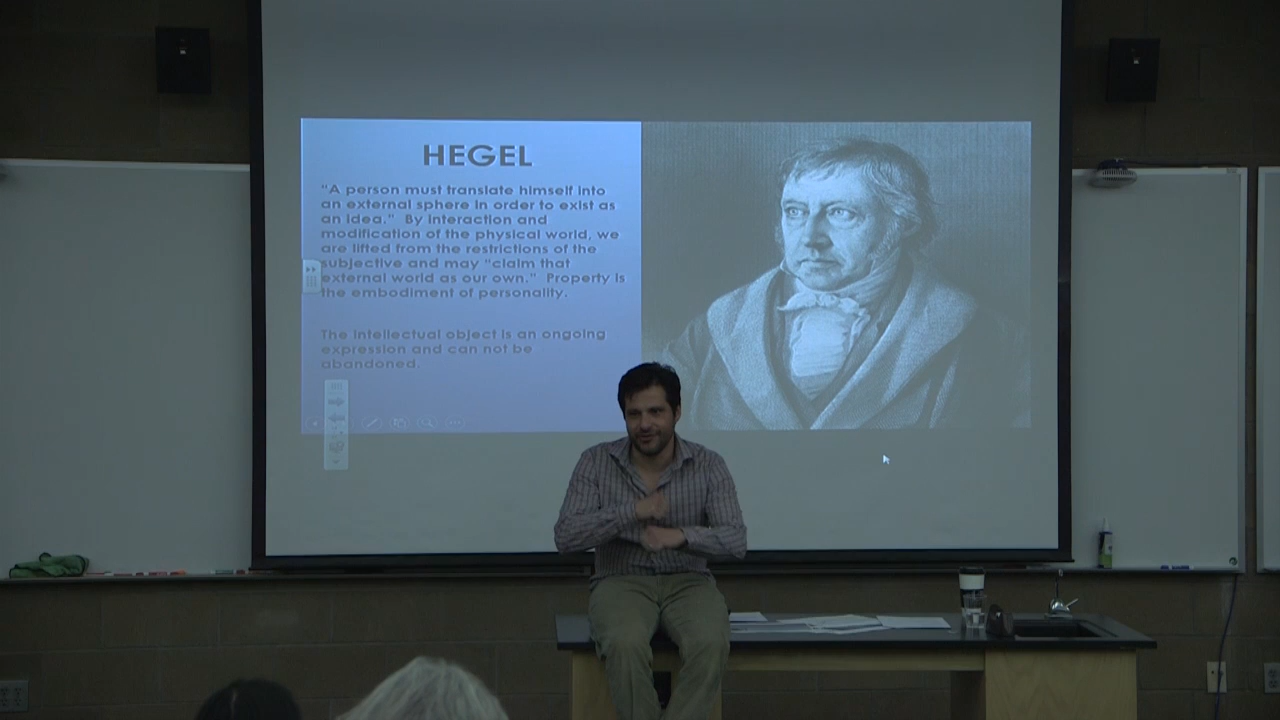 HEGEL
"A person must translate himself into
an external sphere in order to exist as
an idea." By interaction and
modification of the physical world, we
are lifted from the restrictions of the
subjective and may "claim that
external world as our own." Property is
the embodiment of personality.
The intellectual object is an ongoing
expression and can not be
abandoned.